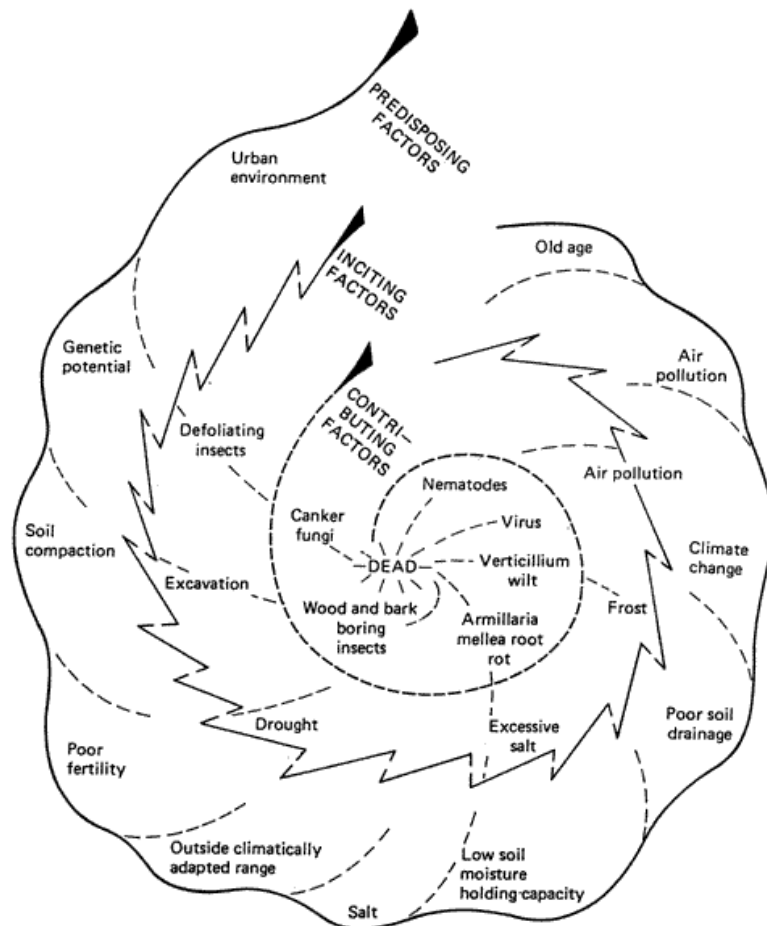 PREDISPOSING
FACTORS
Urban
environment
INCITING
FACTORS
Old age
Genetic
potential
Air
pollution
CONTRI-
BUTING
FACTORS
Defoliating
insects
Air pollution
Nematodes
Canker
fungi
Virus
Soil
compaction
Climate
change
DEAD
Verticillium
wilt
Excavation
Wood and bark
boring
insects
Armillaria
mellea root
rot
Frost
Drought
Excessive
salt
Poor soil
drainage
Poor
fertility
Outside climatically
adapted range
Low soil
moisture
holding-capacity
Salt